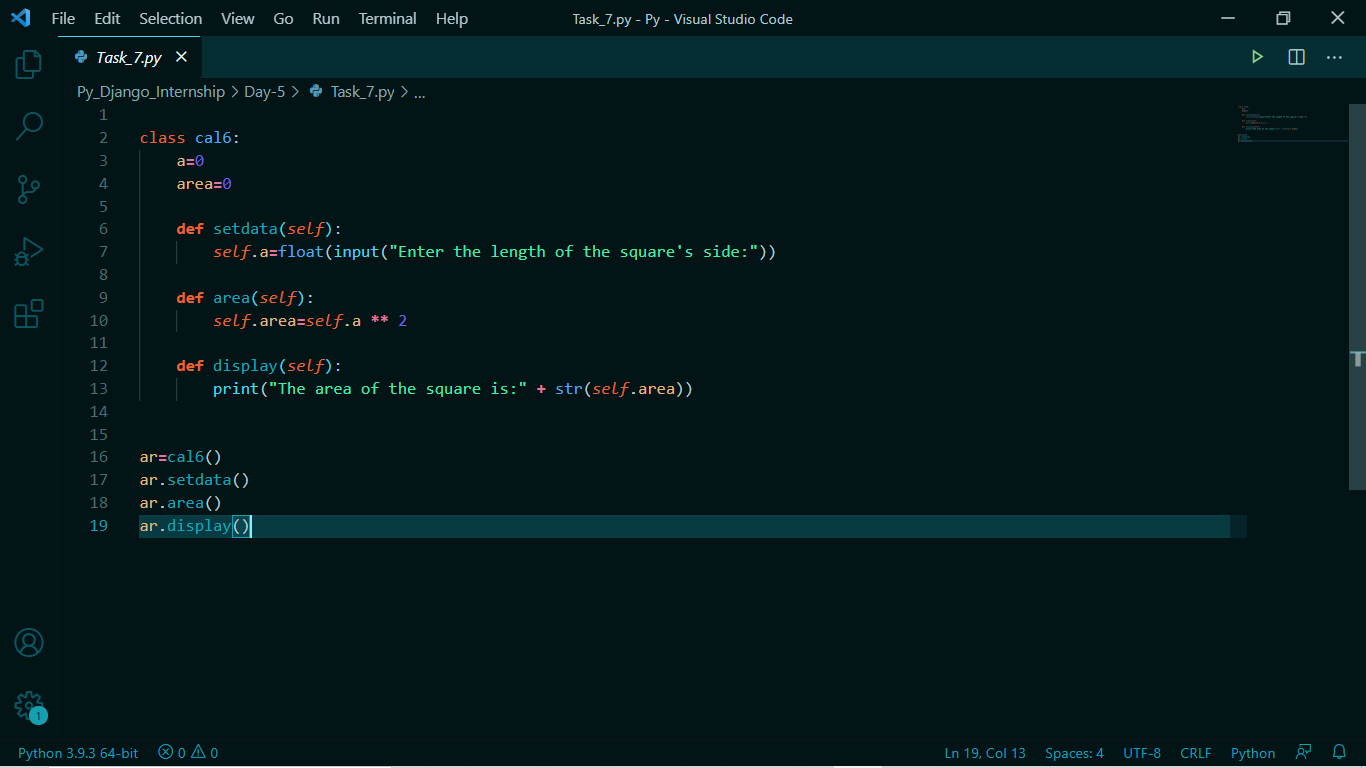 File Edit Selection View Go Run Terminal Help Task_7.py - Py - Visual Studio Code
Task_7.py
Py_Django_Internship > Day-5 > Task_7.py > ...
1
2 class cal6:
3 a=0
4 area=0
5
6 def setdata(self):
7 self.a=float(input("Enter the length of the square's side:"))
8
9 def area(self):
10 self.area=self.a ** 2
11
12 def display(self):
13 print("The area of the square is:" + str(self.area))
14
15
16 ar=cal6()
17 ar.setdata()
18 ar.area()
19 ar.display()
1
Python 3.9.3 64-bit 0 0 Ln 19, Col 13 Spaces: 4 UTF-8 CRLF Python